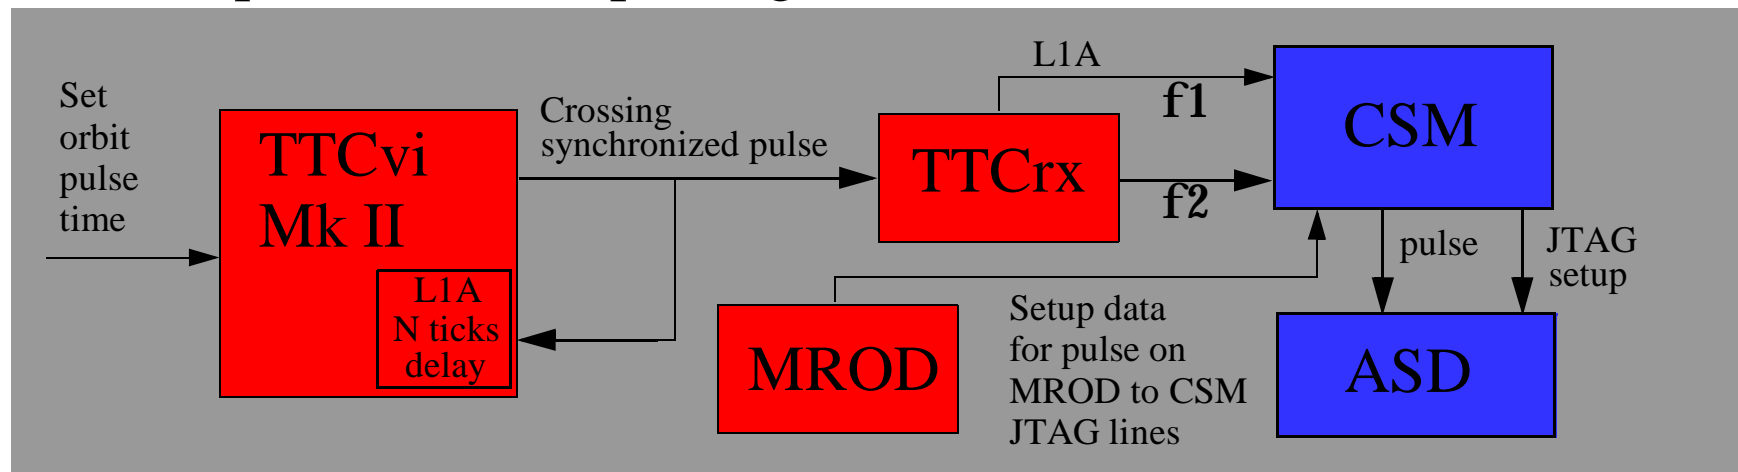 Set
orbit
pulse
time
TTCvi
Mk II
L1A
N ticks
delay
Crossing
synchronized pulse
TTCrx
L1A
f1
f2
CSM
pulse
JTAG
setup
MROD
Setup data
for pulse on
MROD to CSM
JTAG lines
ASD